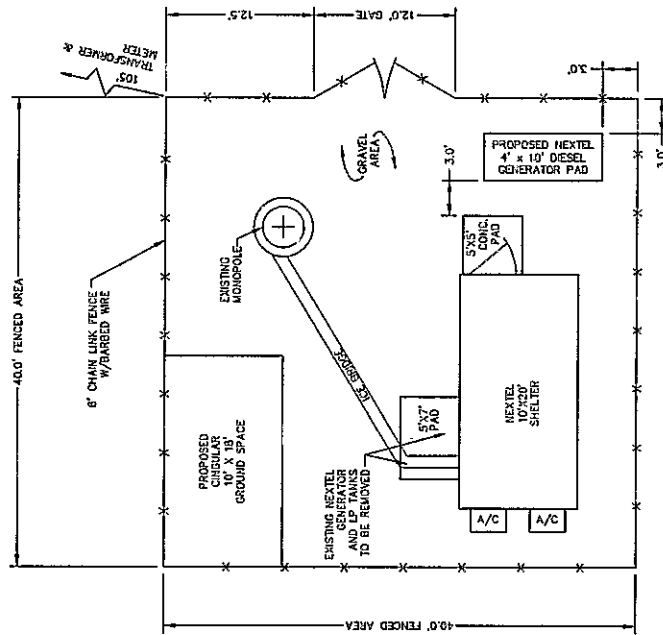 105'
TRANSFORMER &
METER
12.5'
12.0' GATE
3.0'
3.0'
40.0' FENCED AREA
6' CHAIN LINK FENCE
W/BARBED WIRE
GRAVEL
AREA
3.0'
PROPOSED NEXTEL
4' x 10' DIESEL
GENERATOR PAD
EXISTING
MONOPOLE
5'X5'
CONC.
PAD
ICE BRIDGE
PROPOSED
CINGULAR
10' X 18'
GROUND SPACE
5'X7'
PAD
NEXTEL
10'X20'
SHELTER
EXISTING NEXTEL
GENERATOR
AND LP TANKS
TO BE REMOVED
A/C
A/C
40.0' FENCED AREA